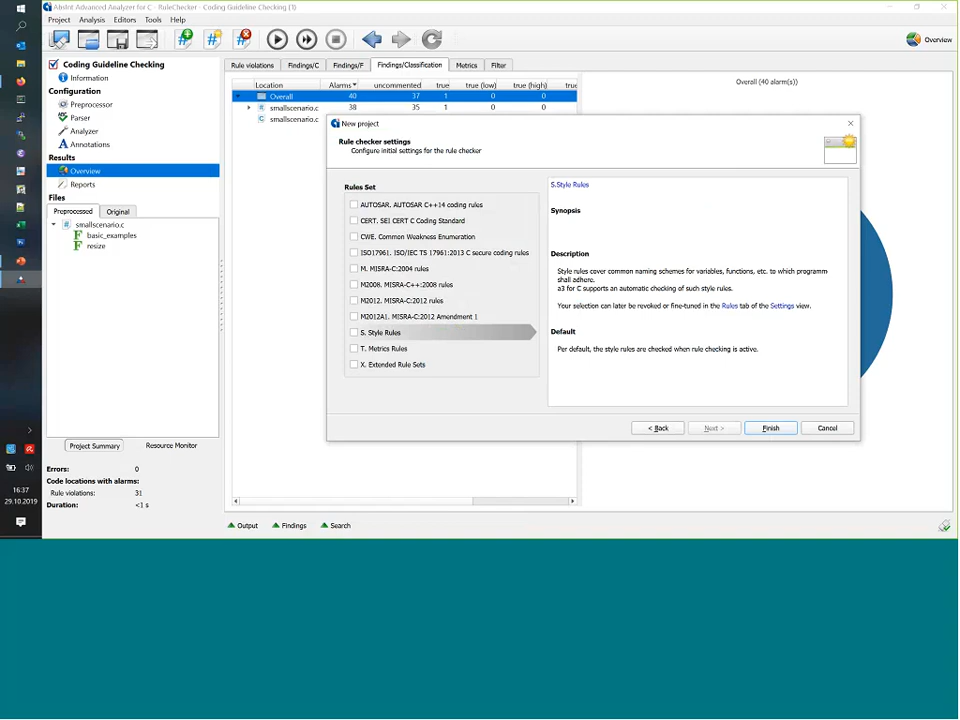 AbsInt Advanced Analyzer for C - RuleChecker - Coding Guideline Checking (1)
Project Analysis Editors Tools Help
Overview
Coding Guideline Checking
Information
Configuration
Preprocessor
Parser
Analyzer
Annotations
Results
Overview
Reports
Files
Preprocessed Original
smallscenario.c
basic_examples
resize
Project Summary Resource Monitor
Errors: 0
Code locations with alarms:
Rule violations: 31
Duration: <1 s
Rule violations Findings/C Findings/F Findings/Classification Metrics Filter
Location Alarms uncommented true true (low) true (high) true
Overall 40 37 1 0 0
smallscenario.c 38 35 1 0 0
smallscenario.c
Overall (40 alarm(s))
New project
Rule checker settings
Configure initial settings for the rule checker
Rules Set
AUTOSAR. AUTOSAR C++14 coding rules
CERT. SEI CERT C Coding Standard
CWE. Common Weakness Enumeration
ISO17961. ISO/IEC TS 17961:2013 C secure coding rules
M. MISRA-C:2004 rules
M2008. MISRA-C++:2008 rules
M2012. MISRA-C:2012 rules
M2012A1. MISRA-C:2012 Amendment 1
S. Style Rules
T. Metrics Rules
X. Extended Rule Sets
S.Style Rules
Synopsis
Description
Style rules cover common naming schemes for variables, functions, etc. to which programm
shall adhere.
a3 for C supports an automatic checking of such style rules.
Your selection can later be revoked or fine-tuned in the Rules tab of the Settings view.
Default
Per default, the style rules are checked when rule checking is active.
< Back Next > Finish Cancel
Output Findings Search
16:37
29.10.2019